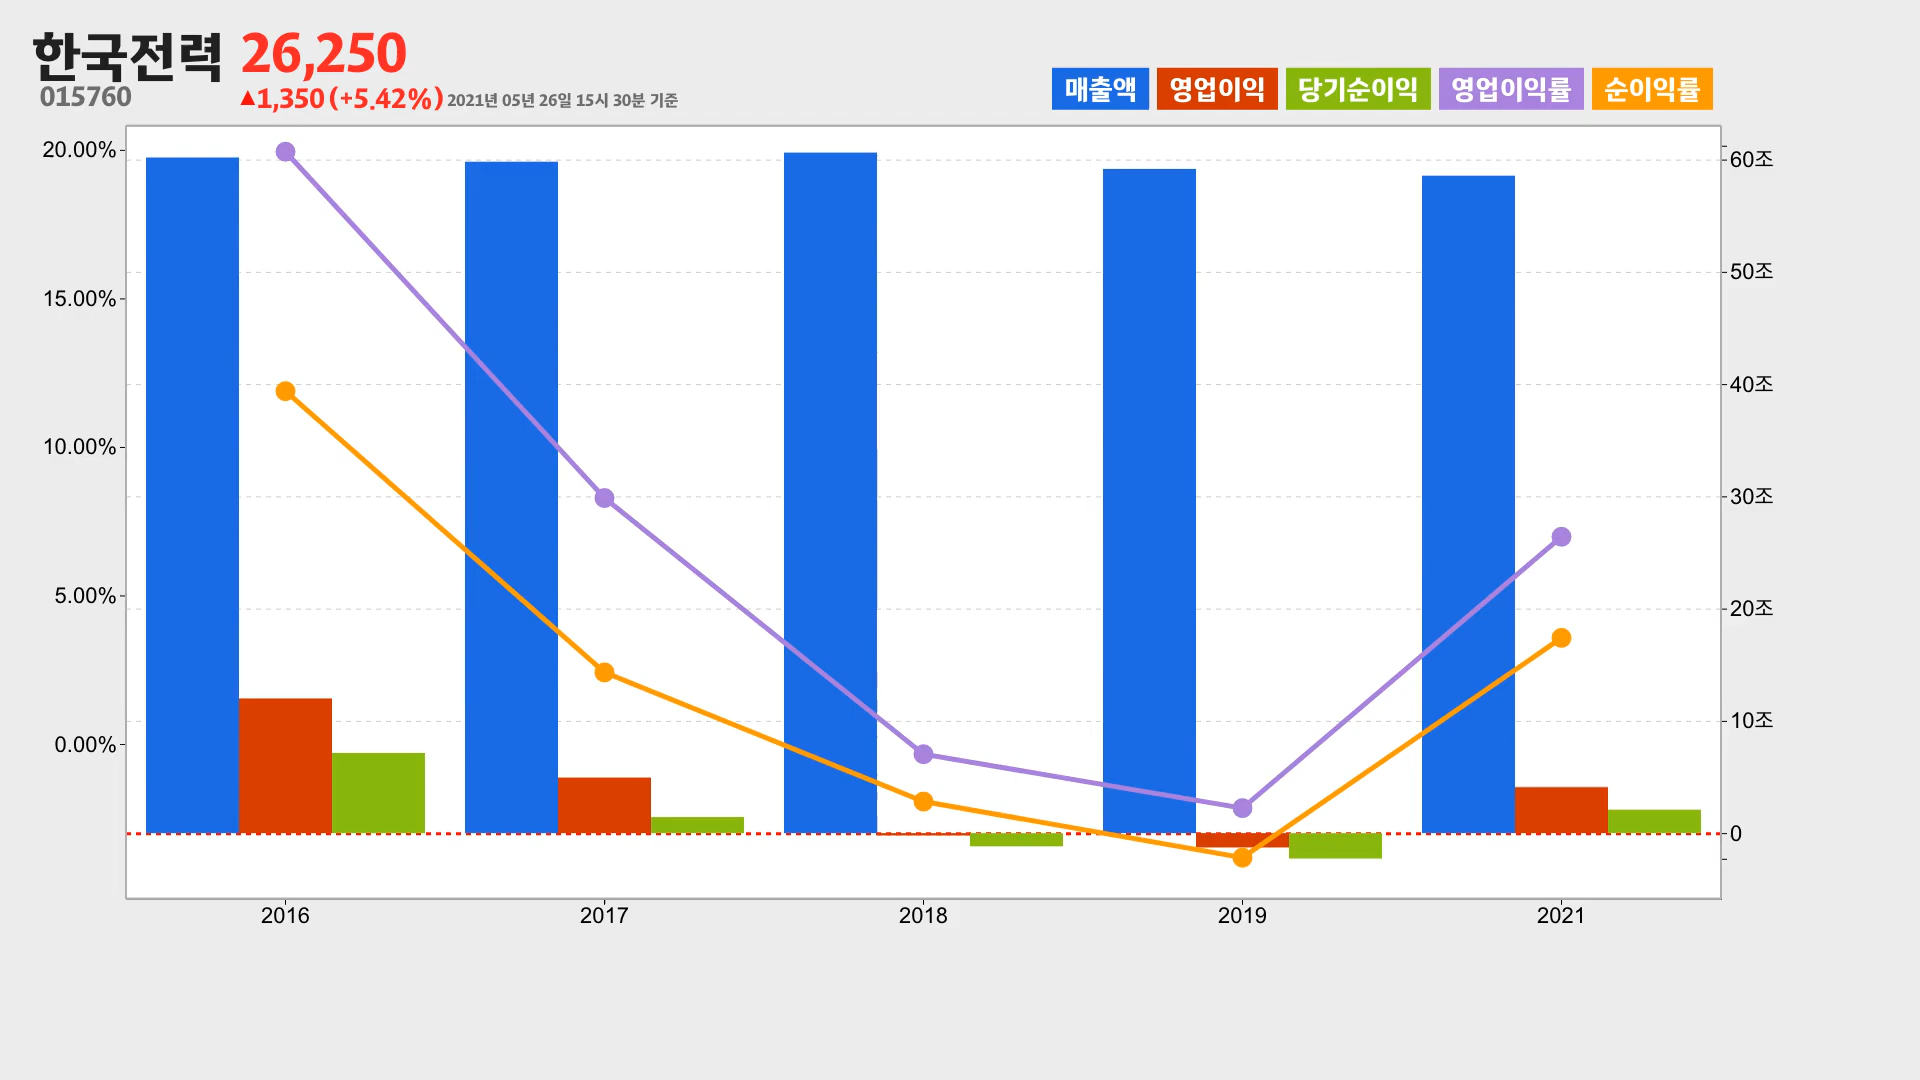 한국전력 26,250
015760
▲1,350 (+5.42%) 2021년 05년 26일 15시 30분 기준
매출액 영업이익 당기순이익 영업이익률 순이익률
20.00%
15.00%
10.00%
5.00%
0.00%
60조
50조
40조
30조
20조
10조
0
2016 2017 2018 2019 2021